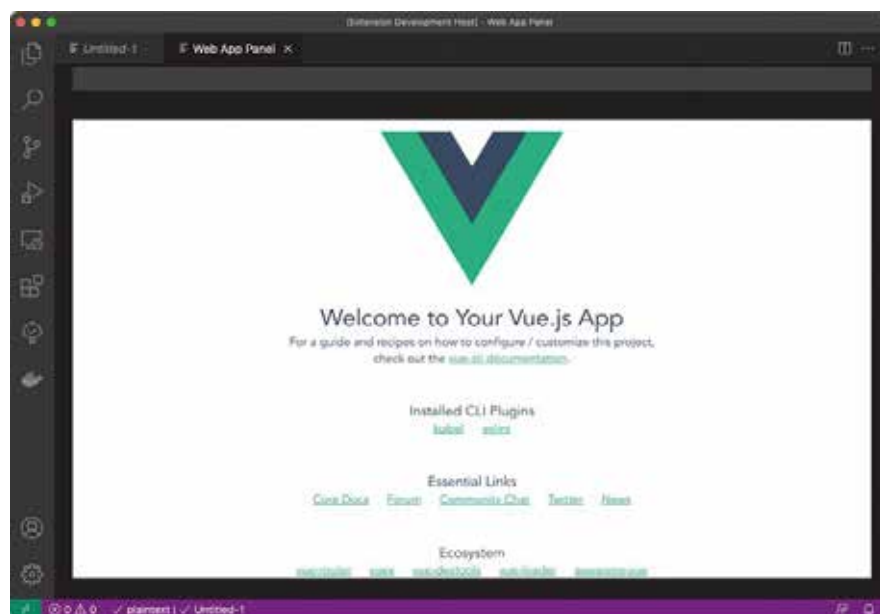 [Extension Development Host] - Web App Panel
Untitled-1
Web App Panel
Welcome to Your Vue.js App
For a guide and recipes on how to configure / customize this project,
check out the vue-cli documentation.
Installed CLI Plugins
babel eslint
Essential Links
Core Docs Forum Community Chat Twitter News
Ecosystem
vue-router vuex vue-devtools vue-loader awesome-vue
0 0 plaintext | Untitled-1